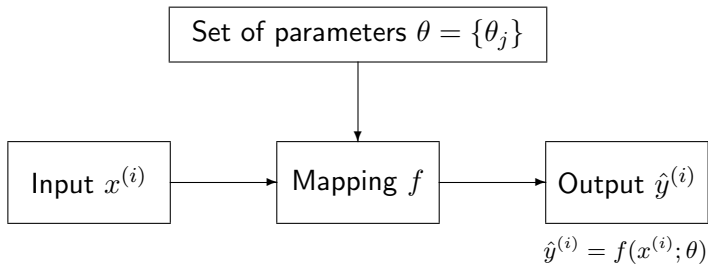 Set of parameters θ = {θ_j}
Input x^(i)
Mapping f
Output ŷ^(i)
ŷ^(i) = f(x^(i); θ)